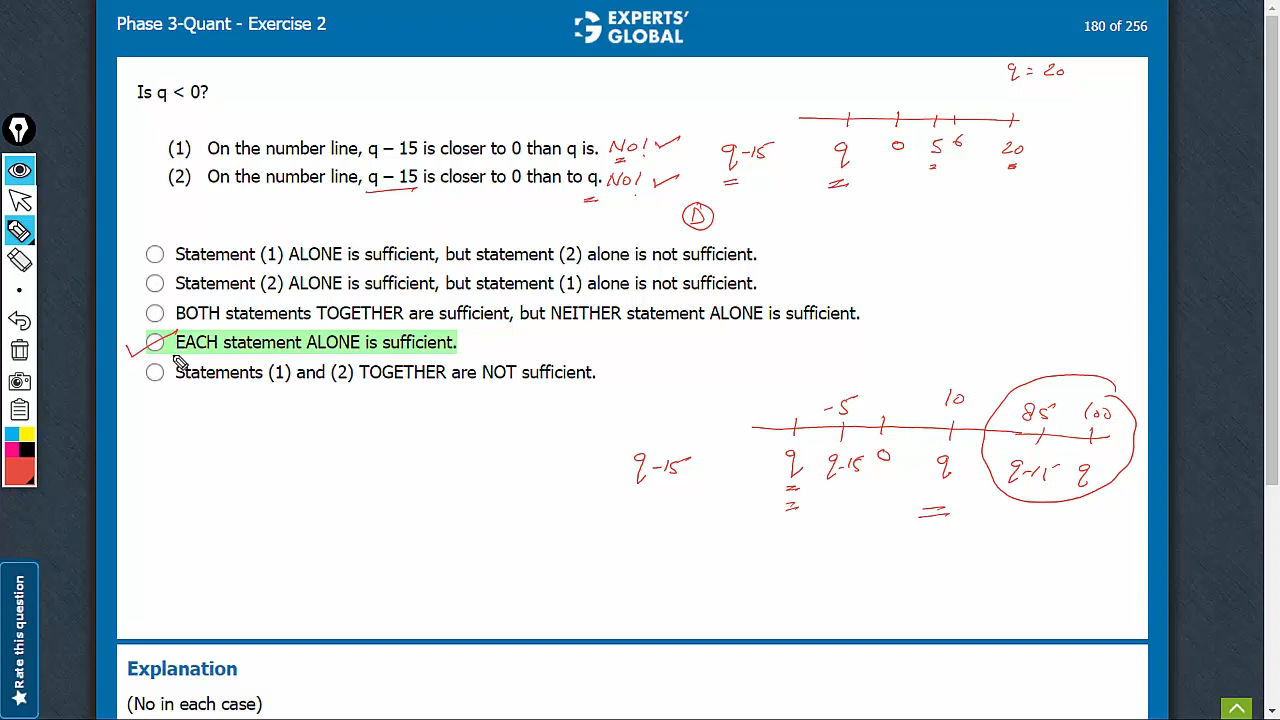 Phase 3-Quant - Exercise 2
EXPERTS'
GLOBAL
180 of 256
q = 20
Is q < 0?
(1) On the number line, q – 15 is closer to 0 than q is. No! ✓
q-15
q 0 5 6 20
(2) On the number line, q – 15 is closer to 0 than to q. No! ✓
D
Statement (1) ALONE is sufficient, but statement (2) alone is not sufficient.
Statement (2) ALONE is sufficient, but statement (1) alone is not sufficient.
BOTH statements TOGETHER are sufficient, but NEITHER statement ALONE is sufficient.
EACH statement ALONE is sufficient.
Statements (1) and (2) TOGETHER are NOT sufficient.
-5 10 85 100
q-15
q q-15 0 q q-15 q
Rate this question
Explanation
(No in each case)